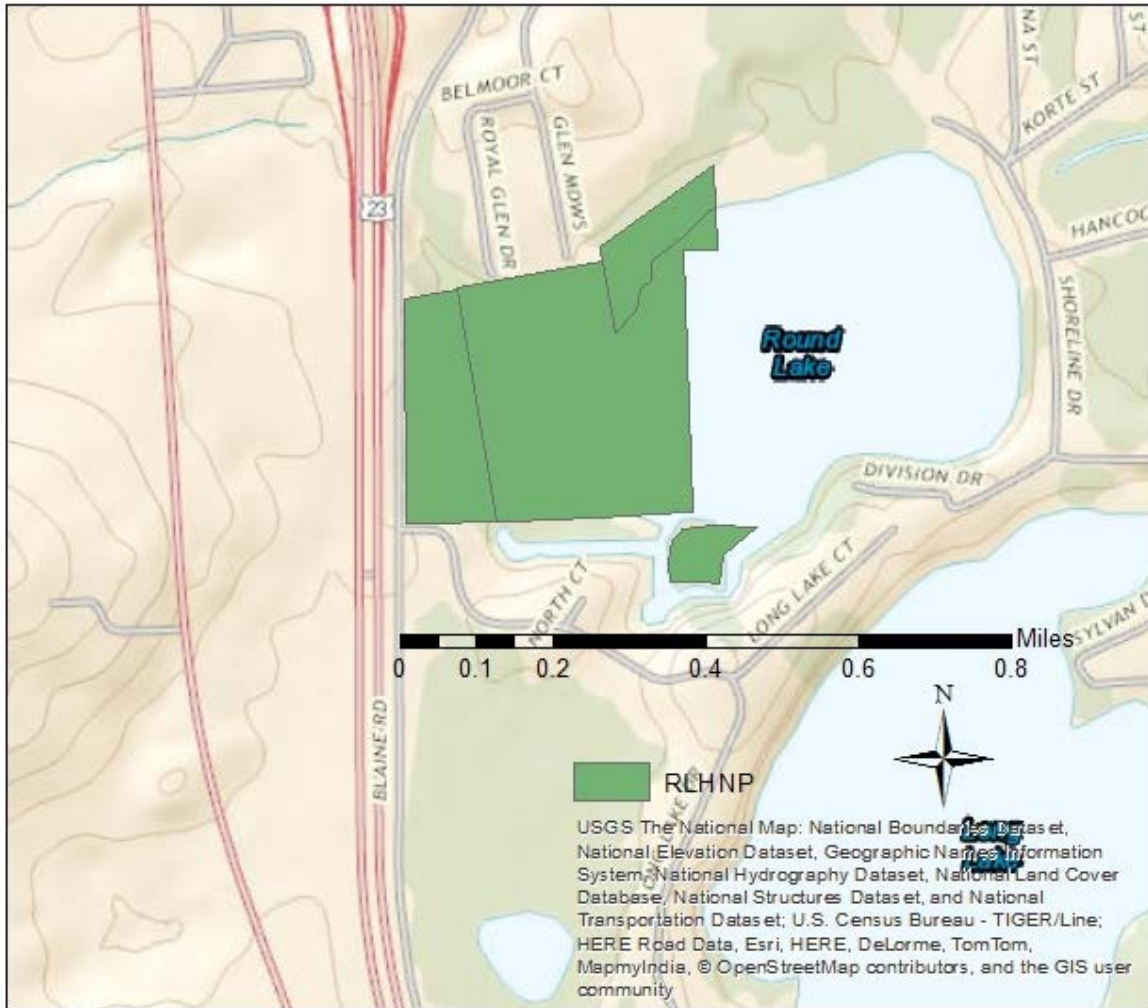 NA ST
ST
KORTE ST
BELMOOR CT
ROYAL GLEN DR
GLEN MDWS
23
HANCOC
SHORELINE DR
Round
Lake
DIVISION DR
NORTH CT
LONG LAKE CT
SYLVAN D
Miles
0 0.1 0.2 0.4 0.6 0.8
N
BLAINE RD
RLHNP
USGS The National Map: National Boundaries Dataset,
National Elevation Dataset, Geographic Names Information
System, National Hydrography Dataset, National Land Cover
Database, National Structures Dataset, and National
Transportation Dataset; U.S. Census Bureau - TIGER/Line;
HERE Road Data, Esri, HERE, DeLorme, TomTom,
MapmyIndia, © OpenStreetMap contributors, and the GIS user
community
Long
Lake